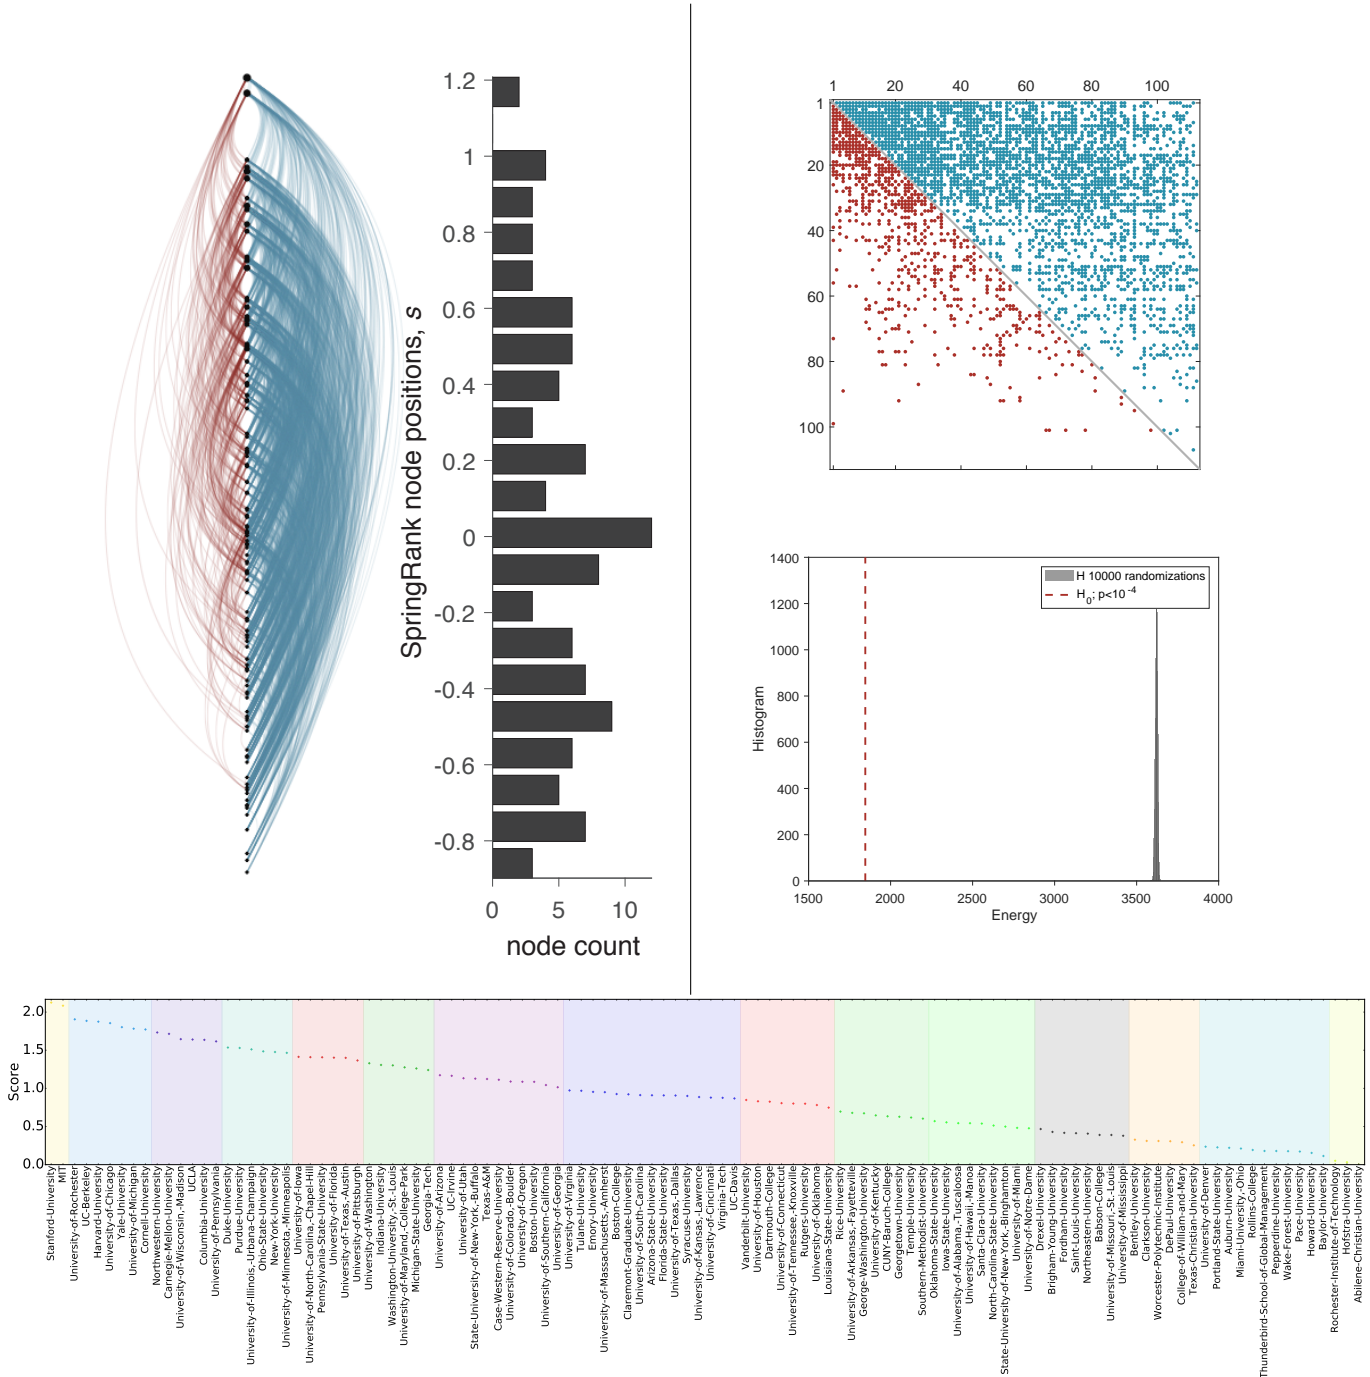 1.2
1
0.8
0.6
0.4
0.2
0
-0.2
-0.4
-0.6
-0.8
SpringRank node positions, s
0 5 10
node count
1 20 40 60 80 100
1
20
40
60
80
100
1400
1200
1000
800
600
400
200
0
Histogram
H 10000 randomizations
H0; p<10-4
1500 2000 2500 3000 3500 4000
Energy
2.0
1.5
1.0
0.5
0.0
Score
Stanford-University
MIT
University-of-Rochester
UC-Berkeley
Harvard-University
University-of-Chicago
Yale-University
University-of-Michigan
Cornell-University
Northwestern-University
Carnegie-Mellon-University
University-of-Wisconsin,-Madison
UCLA
Columbia-University
University-of-Pennsylvania
Duke-University
Purdue-University
University-of-Illinois,-Urbana-Champaign
Ohio-State-University
New-York-University
University-of-Minnesota,-Minneapolis
University-of-Iowa
University-of-North-Carolina,-Chapel-Hill
Pennsylvania-State-University
University-of-Florida
University-of-Texas,-Austin
University-of-Pittsburgh
University-of-Washington
Indiana-University
Washington-University,-St.-Louis
University-of-Maryland,-College-Park
Michigan-State-University
Georgia-Tech
University-of-Arizona
UC-Irvine
University-of-Utah
State-University-of-New-York,-Buffalo
Texas-A&M
Case-Western-Reserve-University
University-of-Colorado,-Boulder
University-of-Oregon
Boston-University
University-of-Southern-California
University-of-Georgia
University-of-Virginia
Tulane-University
Emory-University
University-of-Massachusetts,-Amherst
Boston-College
Claremont-Graduate-University
University-of-South-Carolina
Arizona-State-University
Florida-State-University
University-of-Texas,-Dallas
Syracuse-University
University-of-Kansas,-Lawrence
University-of-Cincinnati
Virginia-Tech
UC-Davis
Vanderbilt-University
University-of-Houston
Dartmouth-College
University-of-Connecticut
University-of-Tennessee,-Knoxville
Rutgers-University
University-of-Oklahoma
Louisiana-State-University
Rice-University
University-of-Arkansas,-Fayetteville
George-Washington-University
University-of-Kentucky
CUNY-Baruch-College
Georgetown-University
Temple-University
Southern-Methodist-University
Oklahoma-State-University
Iowa-State-University
University-of-Alabama,-Tuscaloosa
University-of-Hawaii,-Manoa
Santa-Clara-University
North-Carolina-State-University
State-University-of-New-York,-Binghamton
University-of-Miami
University-of-Notre-Dame
Drexel-University
Brigham-Young-University
Fordham-University
Saint-Louis-University
Northeastern-University
Babson-College
University-of-Missouri,-St.-Louis
University-of-Mississippi
Bentley-University
Clarkson-University
Worcester-Polytechnic-Institute
DePaul-University
College-of-William-and-Mary
Texas-Christian-University
University-of-Denver
Portland-State-University
Auburn-University
Miami-University,-Ohio
Rollins-College
Thunderbird-School-of-Global-Management
Pepperdine-University
Wake-Forest-University
Pace-University
Howard-University
Baylor-University
Rochester-Institute-of-Technology
Hofstra-University
Abilene-Christian-University